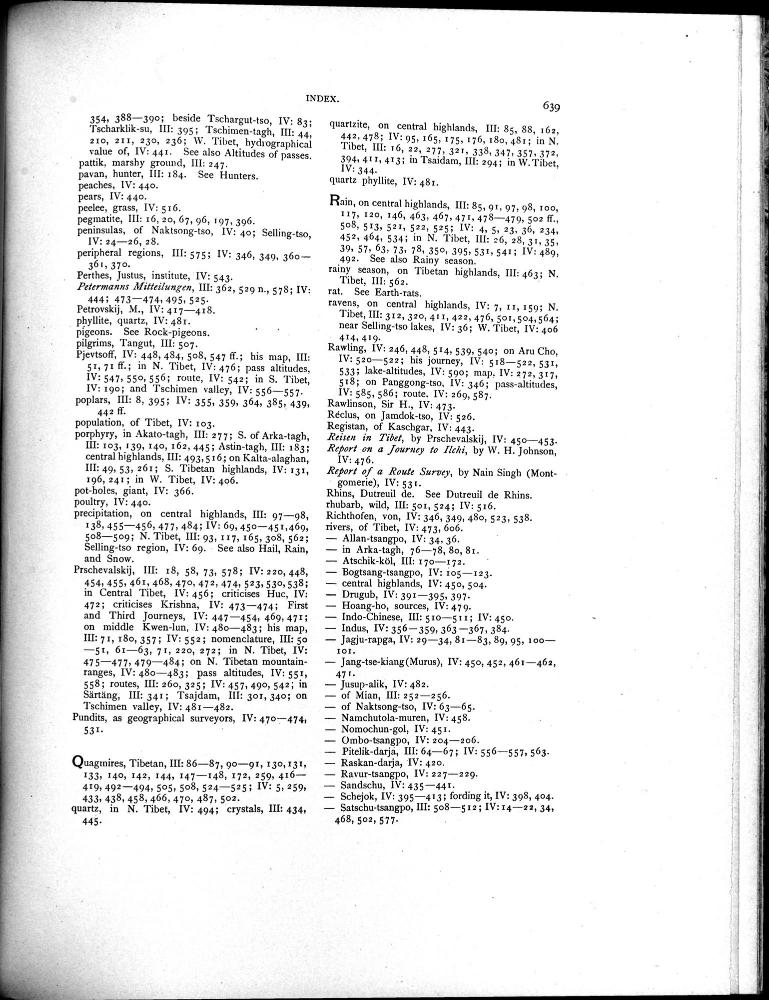 INDEX.
639
354, 388—390; beside Tschargut-tso, IV: 83;
Tscharklik-su, III: 395; Tschimen-tagh, III: 44,
210, 211, 230, 236; W. Tibet, hydrographical
value of, IV: 441. See also Altitudes of passes.
pattik, marshy ground, III: 247.
pavan, hunter, III: 184. See Hunters.
peaches, IV: 440.
pears, IV: 440.
peelee, grass, IV: 516.
pegmatite, III: 16, 20, 67, 96, 197, 396.
peninsulas, of Naktsong-tso, IV: 40; Selling-tso,
IV: 24—26, 28.
peripheral regions, III: 575; IV: 346, 349, 360—
361, 370.
Perthes, Justus, institute, IV: 543.
Petermanns Mitteilungen, III: 362, 529 n., 578; IV:
444; 473—474, 495, 525.
Petrovskij, M., IV: 417—418.
phyllite, quartz, IV: 481.
pigeons. See Rock-pigeons.
pilgrims, Tangut, III: 507.
Pjevtsoff, IV: 448, 484, 508, 547 ff.; his map, III:
51, 71 ff.; in N. Tibet, IV: 476; pass altitudes,
IV: 547, 550, 556; route, IV: 542; in S. Tibet,
IV: 190; and Tschimen valley, IV: 556—557.
poplars, III: 8, 395; IV: 355, 359, 364, 385, 439,
442 ff.
population, of Tibet, IV: 103.
porphyry, in Akato-tagh, III: 277; S. of Arka-tagh,
III: 103, 139, 140, 162, 445; Astin-tagh, III: 183;
central highlands, III: 493, 516; on Kalta-alaghan,
III: 49, 53, 261; S. Tibetan highlands, IV: 131,
196, 241; in W. Tibet, IV: 406.
pot-holes, giant, IV: 366.
poultry, IV: 440.
precipitation, on central highlands, III: 97—98,
138, 455—456, 477, 484; IV: 69, 450—451, 469,
508—509; N. Tibet, III: 93, 117, 165, 308, 562;
Selling-tso region, IV: 69. See also Hail, Rain,
and Snow.
Prschevalskij, III: 18, 58, 73, 578; IV: 220, 448,
454, 455, 461, 468, 470, 472, 474, 523, 530, 538;
in Central Tibet, IV: 456; criticises Huc, IV:
472; criticises Krishna, IV: 473—474; First
and Third Journeys, IV: 447—454, 469, 471;
on middle Kwen-lun, IV: 480—483; his map,
III: 71, 180, 357; IV: 552; nomenclature, III: 50
—51, 61—63, 71, 220, 272; in N. Tibet, IV:
475—477, 479—484; on N. Tibetan mountain-
ranges, IV: 480—483; pass altitudes, IV: 551,
558; routes, III: 260, 325; IV: 457, 490, 542; in
Särtäng, III: 341; Tsajdam, III: 301, 340; on
Tschimen valley, IV: 481—482.
Pundits, as geographical surveyors, IV: 470—474,
531.
Quagmires, Tibetan, III: 86—87, 90—91, 130, 131,
133, 140, 142, 144, 147—148, 172, 259, 416—
419, 492—494, 505, 508, 524—525; IV: 5, 259,
433, 438, 458, 466, 470, 487, 502.
quartz, in N. Tibet, IV: 494; crystals, III: 434,
445.
quartzite, on central highlands, III: 85, 88, 162,
442, 478; IV: 95, 165, 175, 176, 180, 481; in N.
Tibet, III: 16, 22, 277, 321, 338, 347, 357, 372,
394, 411, 413; in Tsaidam, III: 294; in W. Tibet,
IV: 344.
quartz phyllite, IV: 481.
Rain, on central highlands, III: 85, 91, 97, 98, 100,
117, 120, 146, 463, 467, 471, 478—479, 502 ff.,
508, 513, 521, 522, 525; IV: 4, 5, 23, 36, 234,
452, 464, 534; in N. Tibet, III: 26, 28, 31, 35,
39, 57, 63, 73, 78, 350, 395, 531, 541; IV: 489,
492. See also Rainy season.
rainy season, on Tibetan highlands, III: 463; N.
Tibet, III: 562.
rat. See Earth-rats.
ravens, on central highlands, IV: 7, 11, 159; N.
Tibet, III: 312, 320, 411, 422, 476, 501, 504, 564;
near Selling-tso lakes, IV: 36; W. Tibet, IV: 406
414, 419.
Rawling, IV: 246, 448, 514, 539, 540; on Aru Cho,
IV: 520—522; his journey, IV: 518—522, 531,
533; lake-altitudes, IV: 590; map, IV: 272, 317,
518; on Panggong-tso, IV: 346; pass-altitudes,
IV: 585, 586; route, IV: 269, 587.
Rawlinson, Sir H., IV: 473.
Réclus, on Jamdok-tso, IV: 526.
Registan, of Kaschgar, IV: 443.
Reisen in Tibet, by Prschevalskij, IV: 450—453.
Report on a Journey to Ilchi, by W. H. Johnson,
IV: 476.
Report of a Route Survey, by Nain Singh (Mont-
gomerie), IV: 531.
Rhins, Dutreuil de. See Dutreuil de Rhins.
rhubarb, wild, III: 501, 524; IV: 516.
Richthofen, von, IV: 346, 349, 480, 523, 538.
rivers, of Tibet, IV: 473, 606.
— Allan-tsangpo, IV: 34, 36.
— in Arka-tagh, 76—78, 80, 81.
— Atschik-köl, III: 170—172.
— Bogtsang-tsangpo, IV: 105—123.
— central highlands, IV: 450, 504.
— Drugub, IV: 391—395, 397.
— Hoang-ho, sources, IV: 479.
— Indo-Chinese, III: 510—511; IV: 450.
— Indus, IV: 356—359, 363—367, 384.
— Jagju-rapga, IV: 29—34, 81—83, 89, 95, 100—
101.
— Jang-tse-kiang (Murus), IV: 450, 452, 461—462,
471.
— Jusup-alik, IV: 482.
— of Mian, III: 252—256.
— of Naktsong-tso, IV: 63—65.
— Namchutola-muren, IV: 458.
— Nomochun-gol, IV: 451.
— Ombo-tsangpo, IV: 204—206.
— Pitelik-darja, III: 64—67; IV: 556—557, 563.
— Raskan-darja, IV: 420.
— Ravur-tsangpo, IV: 227—229.
— Sandschu, IV: 435—441.
— Schejok, IV: 395—413; fording it, IV: 398, 404.
— Satschu-tsangpo, III: 508—512; IV: 14—22, 34,
468, 502, 577.